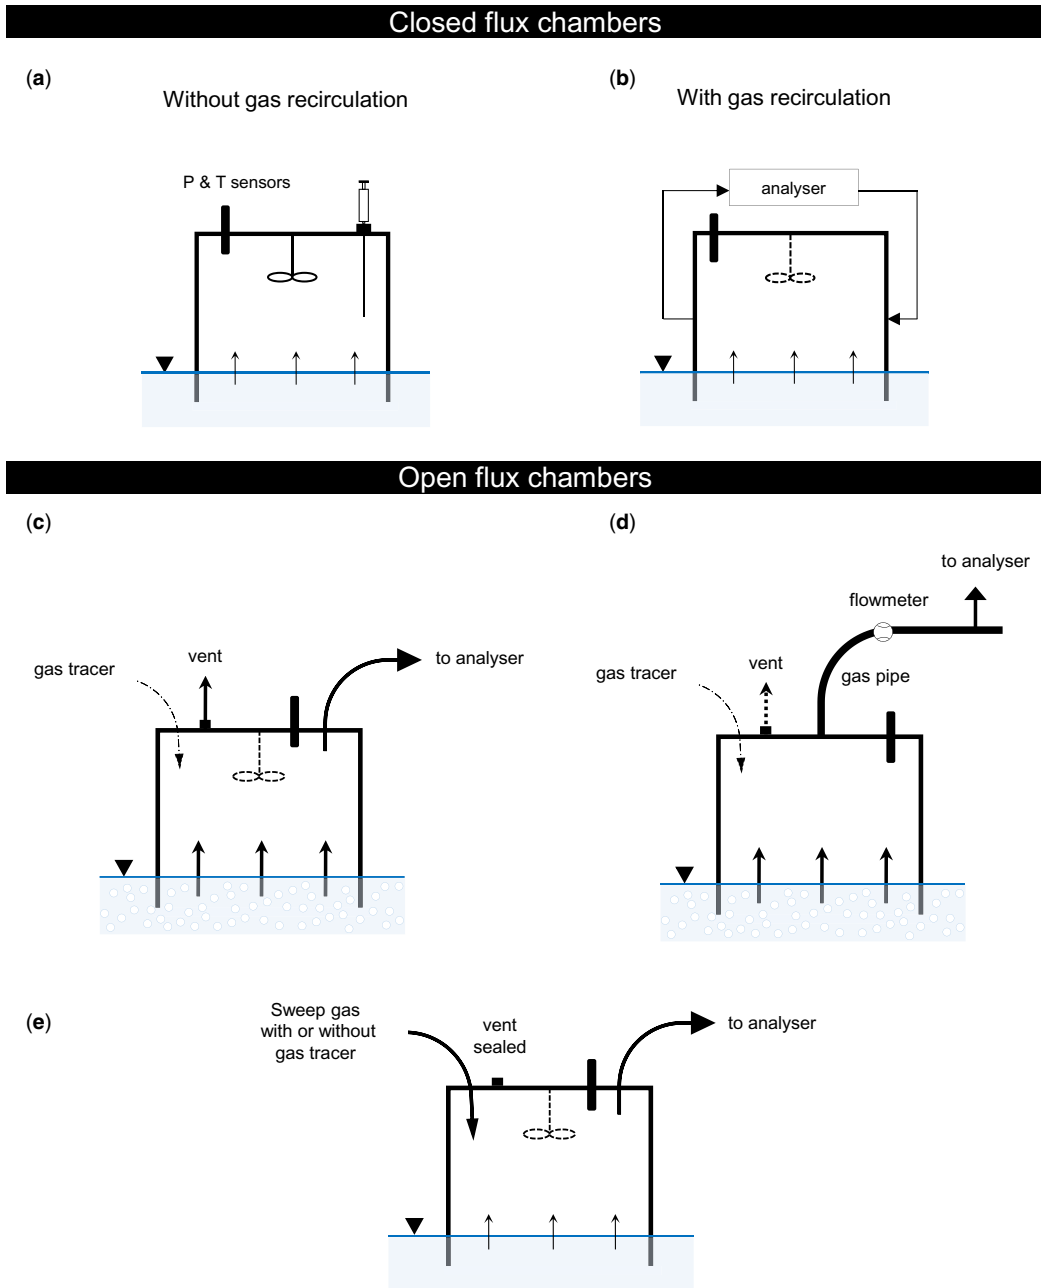 Closed flux chambers
(a)
Without gas recirculation
P & T sensors
(b)
With gas recirculation
analyser
Open flux chambers
(c)
gas tracer
vent
to analyser
(d)
to analyser
flowmeter
gas tracer
vent
gas pipe
(e)
Sweep gas
with or without
gas tracer
vent
sealed
to analyser